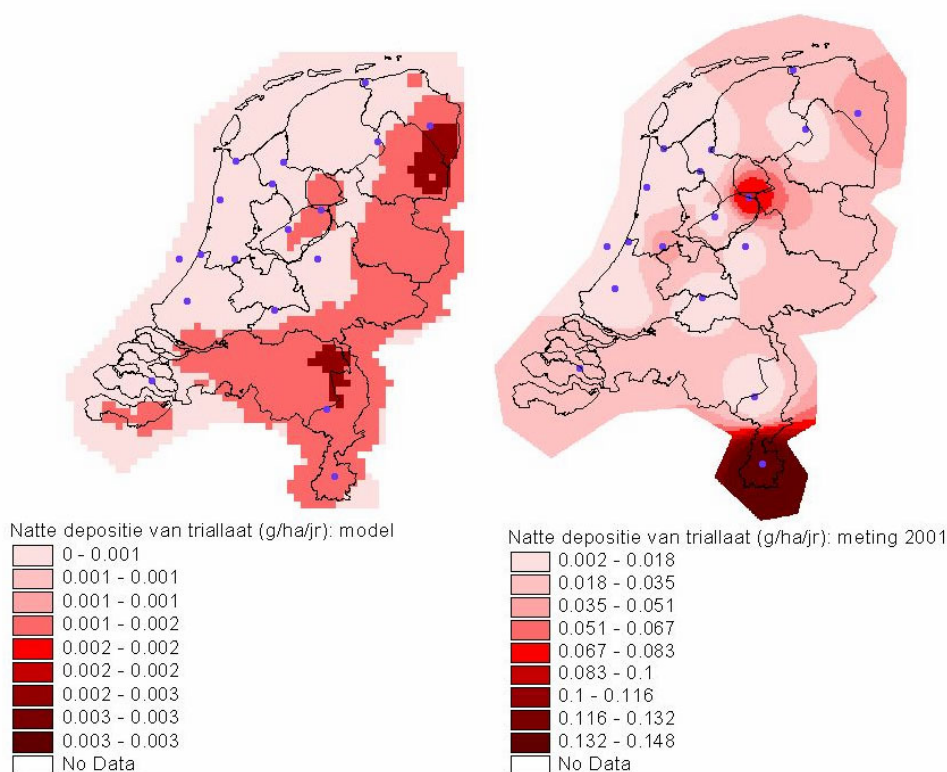 Natte depositie van triallaat (g/ha/jr): model
0 - 0.001
0.001 - 0.001
0.001 - 0.001
0.001 - 0.002
0.002 - 0.002
0.002 - 0.002
0.002 - 0.003
0.003 - 0.003
0.003 - 0.003
No Data
Natte depositie van triallaat (g/ha/jr): meting 2001
0.002 - 0.018
0.018 - 0.035
0.035 - 0.051
0.051 - 0.067
0.067 - 0.083
0.083 - 0.1
0.1 - 0.116
0.116 - 0.132
0.132 - 0.148
No Data